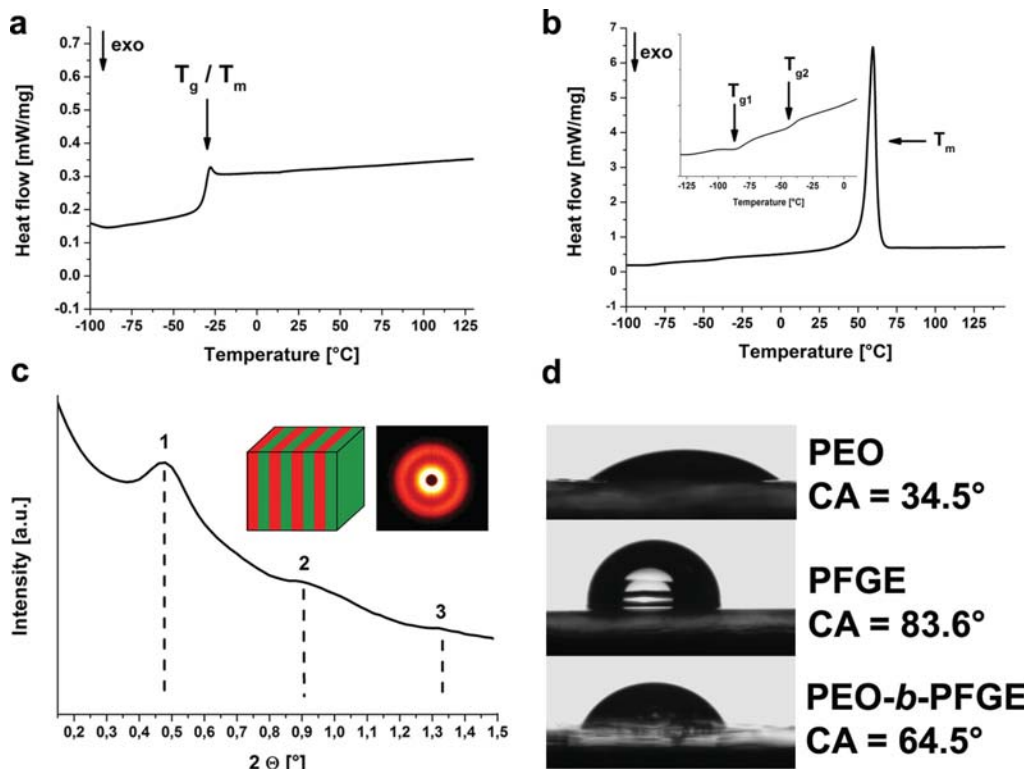 a
exo
Tg / Tm
0.7
0.6
0.5
0.4
0.3
0.2
0.1
0.0
-0.1
Heat flow [mW/mg]
-100 -75 -50 -25 0 25 50 75 100 125
Temperature [°C]
b
exo
Tg1
Tg2
-125 -100 -75 -50 -25 0
Temperature [°C]
Tm
7
6
5
4
3
2
1
0
-1
Heat flow [mW/mg]
-100 -75 -50 -25 0 25 50 75 100 125
Temperature [°C]
c
1
2
3
Intensity [a.u.]
0,2 0,3 0,4 0,5 0,6 0,7 0,8 0,9 1,0 1,1 1,2 1,3 1,4 1,5
2 Θ [°]
d
PEO
CA = 34.5°
PFGE
CA = 83.6°
PEO-b-PFGE
CA = 64.5°